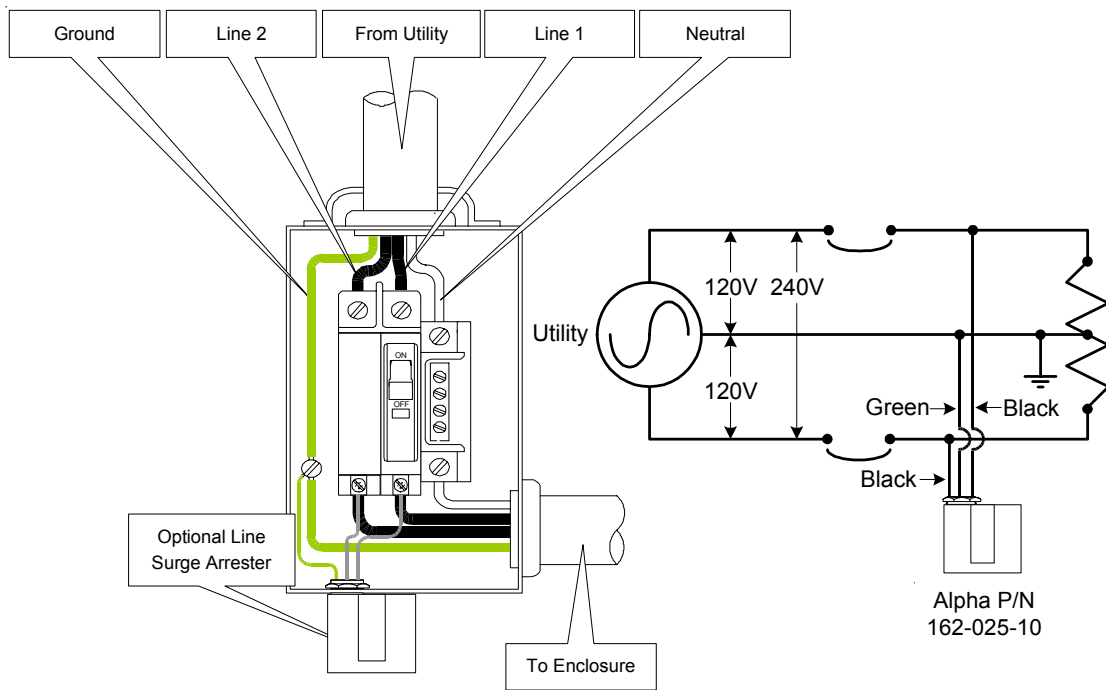 Ground
Line 2
From Utility
Line 1
Neutral
ON
OFF
Optional Line
Surge Arrester
To Enclosure
Utility
120V
240V
120V
Green
Black
Black
Alpha P/N
162-025-10